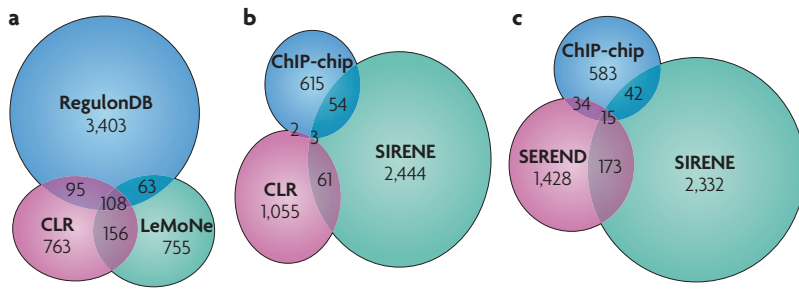 a
RegulonDB
3,403
95
108
63
CLR
763
156
LeMoNe
755
b
ChIP-chip
615
54
2
3
SIRENE
2,444
CLR
1,055
61
c
ChIP-chip
583
42
34
15
SEREND
1,428
173
SIRENE
2,332